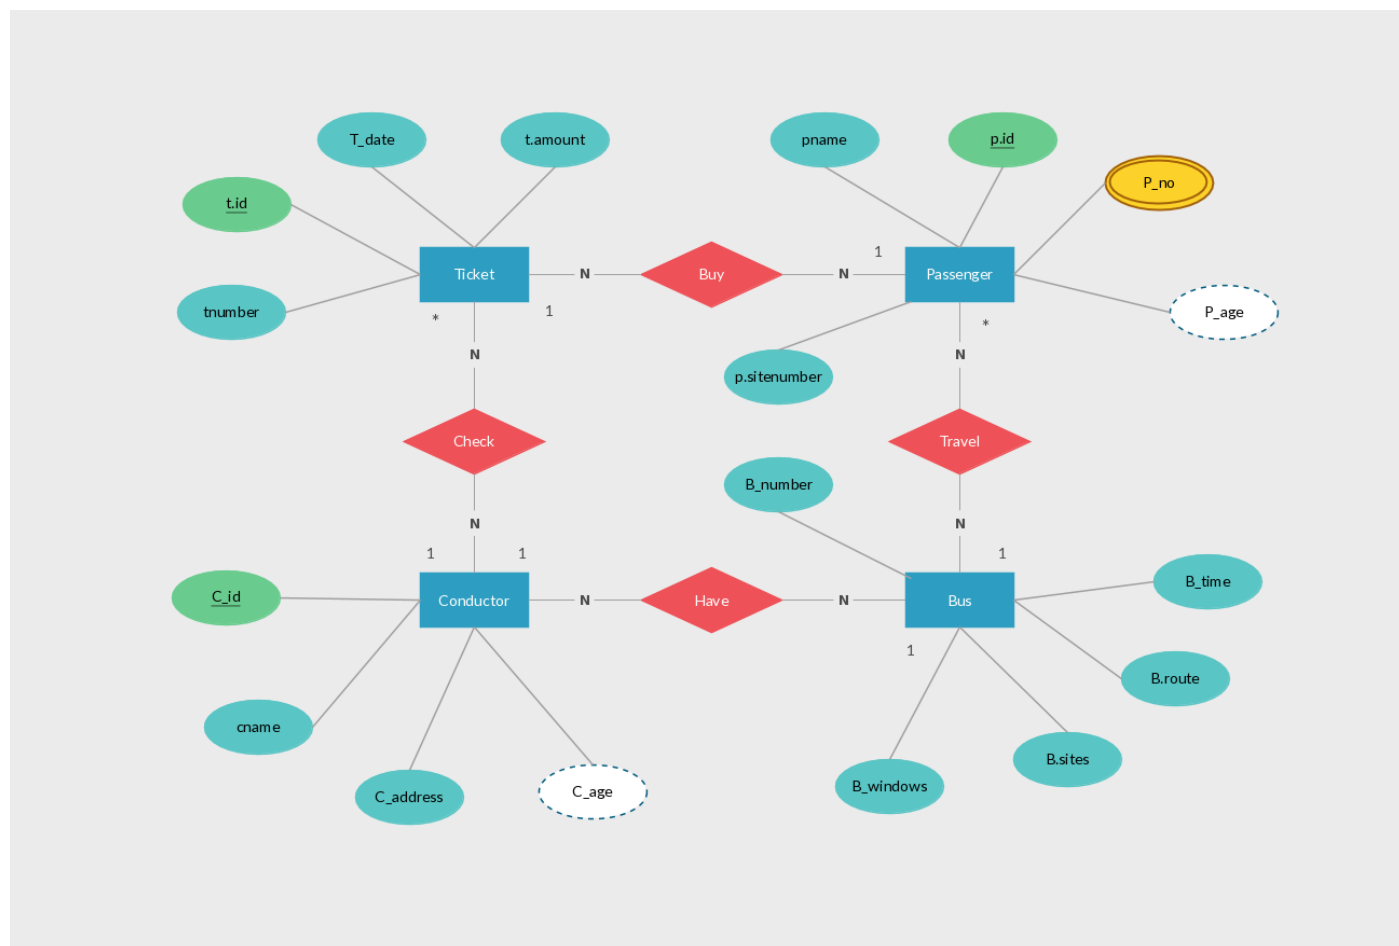 T_date
t.amount
pname
p.id
P_no
t.id
1
Ticket
N
Buy
N
Passenger
tnumber
*
1
*
P_age
N
N
p.sitenumber
Check
Travel
B_number
N
N
1
1
1
B_time
C_id
Conductor
N
Have
N
Bus
1
B.route
cname
B.sites
C_address
C_age
B_windows